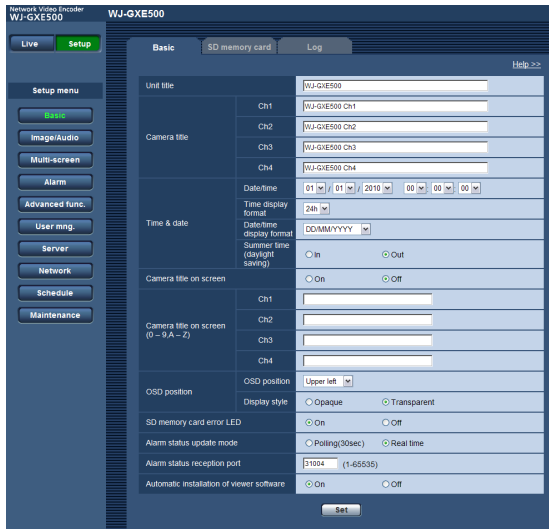 Network Video Encoder
WJ-GXE500
WJ-GXE500
Live Setup
Basic SD memory card Log
Help >>
Setup menu
Basic
Image/Audio
Multi-screen
Alarm
Advanced func.
User mng.
Server
Network
Schedule
Maintenance
Unit title WJ-GXE500
Camera title
Ch1 WJ-GXE500 Ch1
Ch2 WJ-GXE500 Ch2
Ch3 WJ-GXE500 Ch3
Ch4 WJ-GXE500 Ch4
Time & date
Date/time 01 / 01 / 2010 00 : 00 : 00
Time display
format
24h
Date/time
display format
DD/MM/YYYY
Summer time
(daylight
saving)
In Out
Camera title on screen On Off
Camera title on screen
(0 – 9,A – Z)
Ch1
Ch2
Ch3
Ch4
OSD position
OSD position Upper left
Display style Opaque Transparent
SD memory card error LED On Off
Alarm status update mode Polling(30sec) Real time
Alarm status reception port 31004 (1-65535)
Automatic installation of viewer software On Off
Set